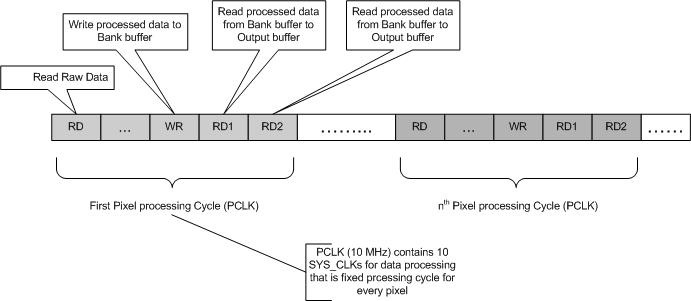 Write processed data to
Bank buffer
Read processed data
from Bank buffer to
Output buffer
Read processed data
from Bank buffer to
Output buffer
Read Raw Data
RD ... WR RD1 RD2 ......... RD ... WR RD1 RD2 ......
First Pixel processing Cycle (PCLK)
nth Pixel processing Cycle (PCLK)
PCLK (10 MHz) contains 10
SYS_CLKs for data processing
that is fixed prcessing cycle for
every pixel